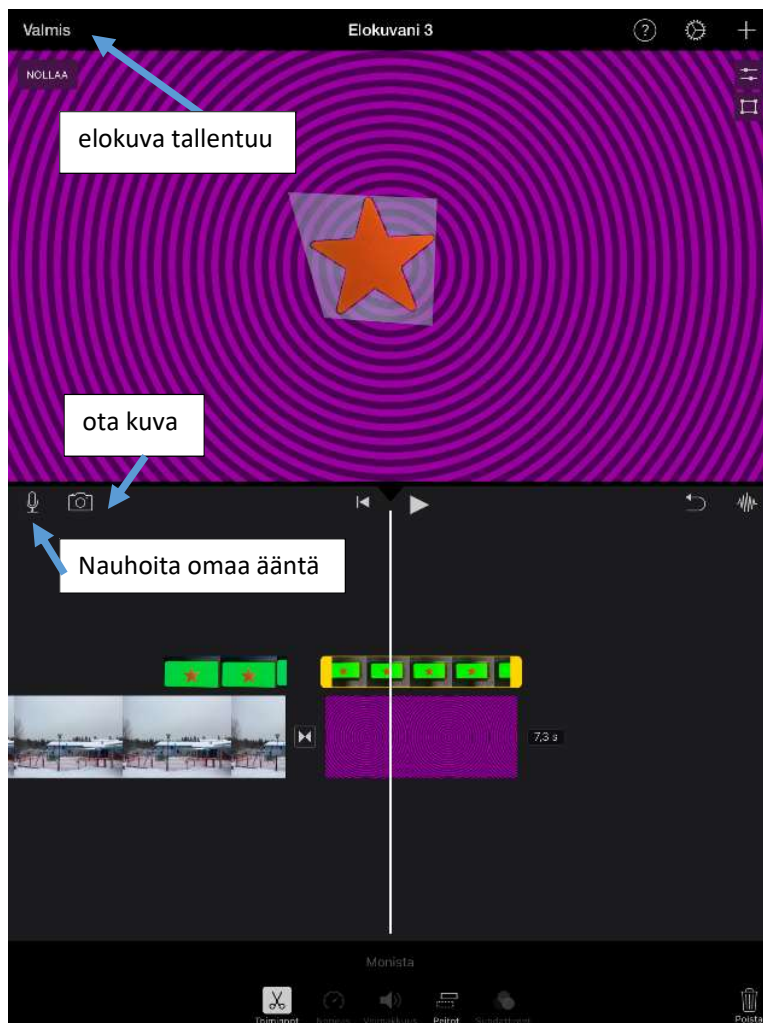 Valmis
Elokuvani 3
?
NOLLAA
elokuva tallentuu
ota kuva
Nauhoita omaa ääntä
7,3 s
Monista
Toiminnot
Nopeus
Voimakkuus
Peitot
Suodattimet
Poista